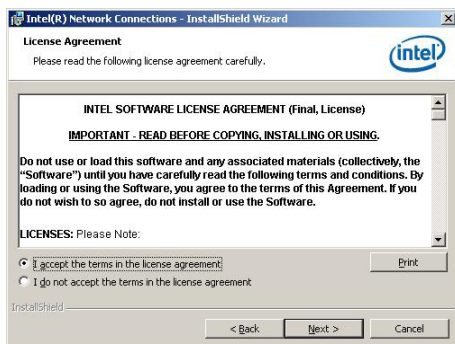 Intel(R) Network Connections - InstallShield Wizard
License Agreement
Please read the following license agreement carefully.
intel
INTEL SOFTWARE LICENSE AGREEMENT (Final, License)
IMPORTANT - READ BEFORE COPYING, INSTALLING OR USING.
Do not use or load this software and any associated materials (collectively, the
“Software”) until you have carefully read the following terms and conditions. By
loading or using the Software, you agree to the terms of this Agreement. If you
do not wish to so agree, do not install or use the Software.
LICENSES: Please Note:
I accept the terms in the license agreement
Print
I do not accept the terms in the license agreement
InstallShield
< Back
Next >
Cancel